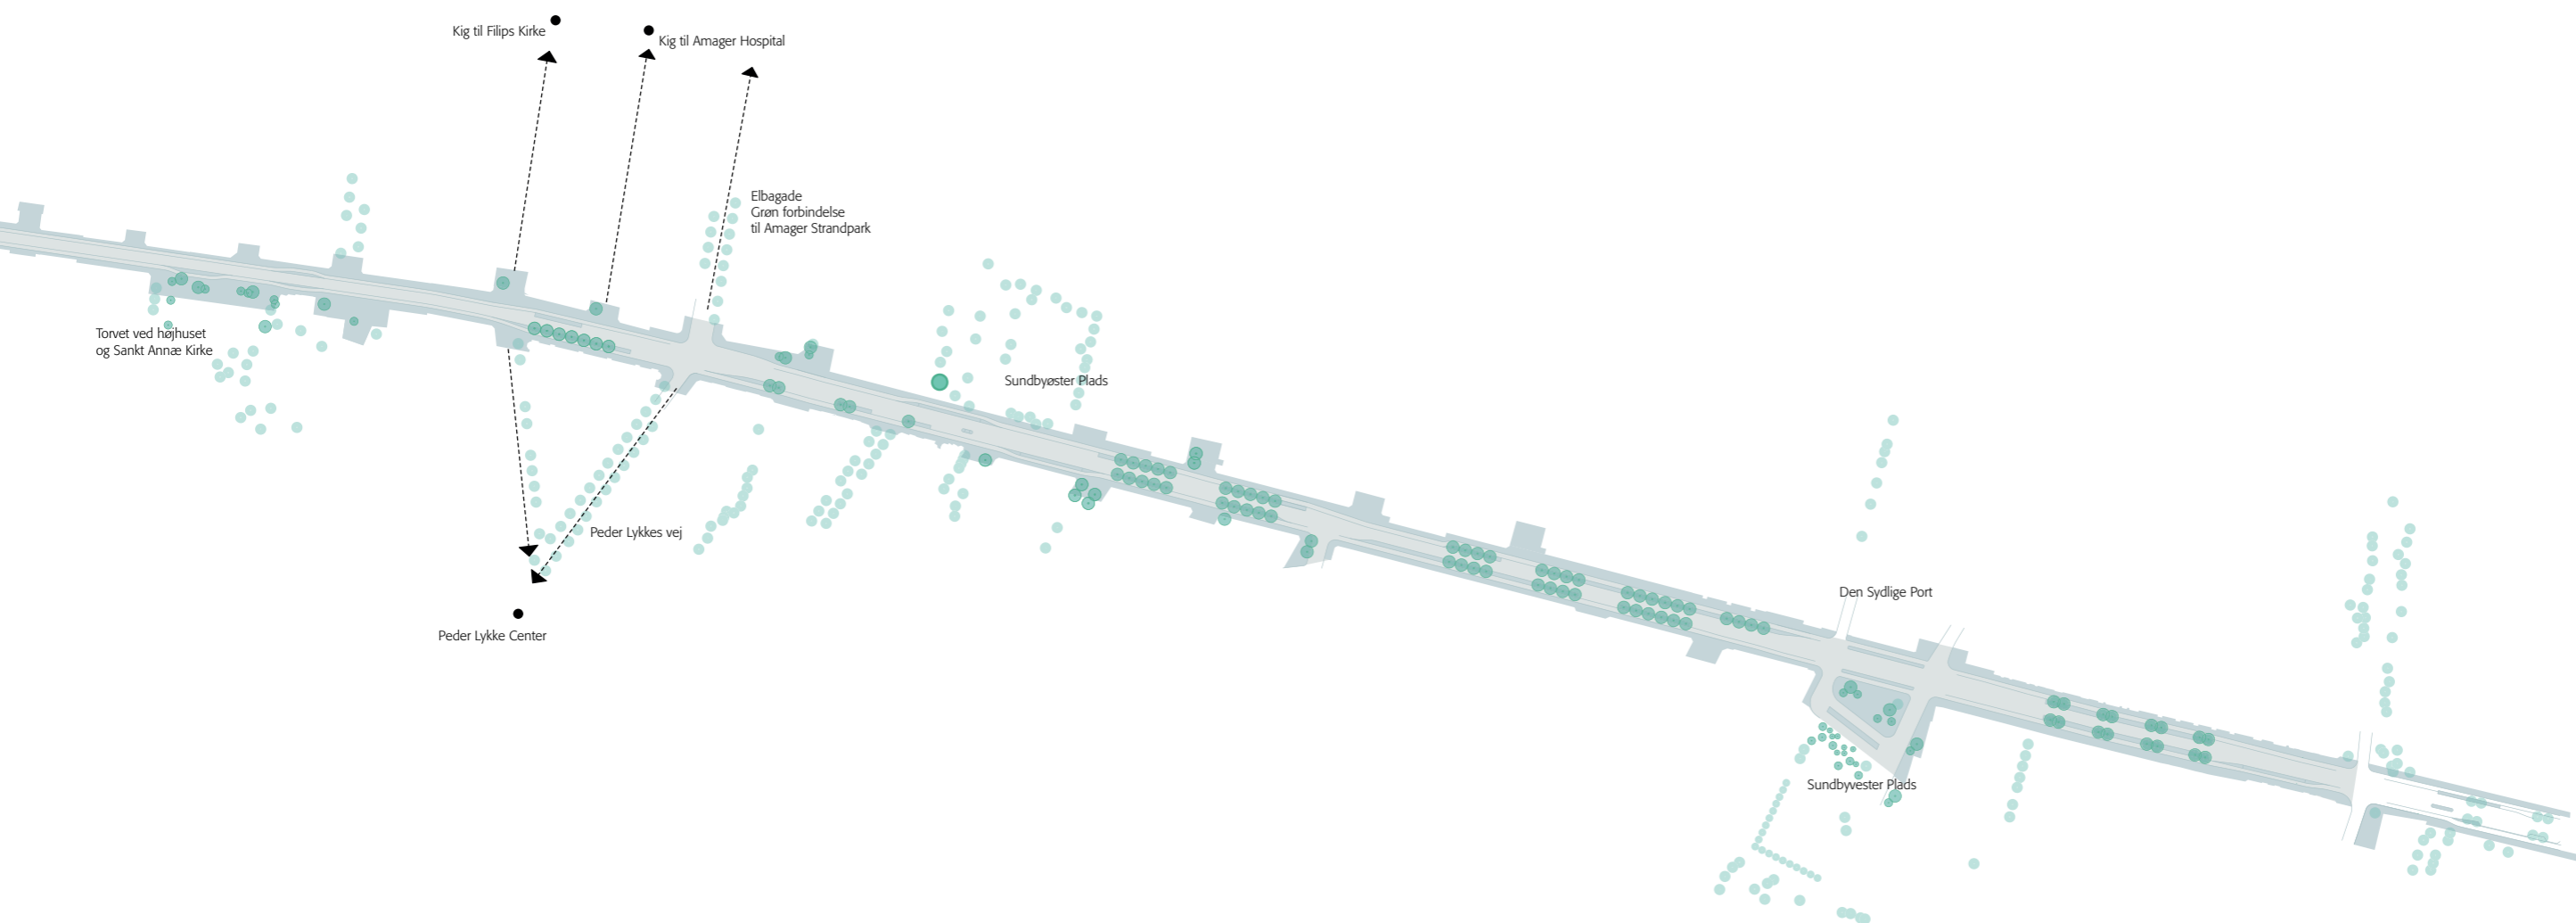 Kig til Filips Kirke
Kig til Amager Hospital
Elbagade
Grøn forbindelse
til Amager Strandpark
Torvet ved højhuset
og Sankt Annæ Kirke
Sundbyøster Plads
Peder Lykkes vej
Peder Lykke Center
Den Sydlige Port
Sundbyvester Plads